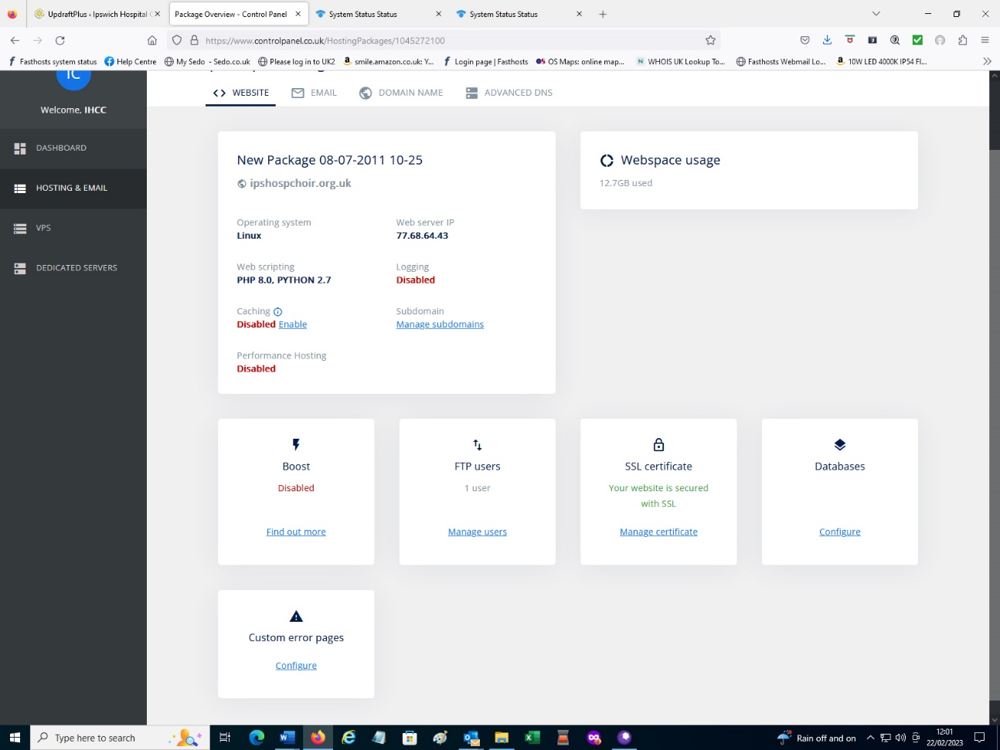 UpdraftPlus ‹ Ipswich Hospital C
Package Overview - Control Panel
System Status Status
System Status Status
https://www.controlpanel.co.uk/HostingPackages/1045272100
Fasthosts system status
Help Centre
My Sedo - Sedo.co.uk
Please log in to UK2
smile.amazon.co.uk: Y...
Login page | Fasthosts
OS Maps: online map...
WHOIS UK Lookup To...
Fasthosts Webmail Lo...
10W LED 4000K IP54 Fl...
IC
Welcome, IHCC
DASHBOARD
HOSTING & EMAIL
VPS
DEDICATED SERVERS
WEBSITE
EMAIL
DOMAIN NAME
ADVANCED DNS
New Package 08-07-2011 10-25
ipshospchoir.org.uk
Operating system
Linux
Web server IP
77.68.64.43
Web scripting
PHP 8.0, PYTHON 2.7
Logging
Disabled
Caching
Disabled Enable
Subdomain
Manage subdomains
Performance Hosting
Disabled
Webspace usage
12.7GB used
Boost
Disabled
Find out more
FTP users
1 user
Manage users
SSL certificate
Your website is secured
with SSL
Manage certificate
Databases
Configure
Custom error pages
Configure
Type here to search
Rain off and on
12:01
22/02/2023